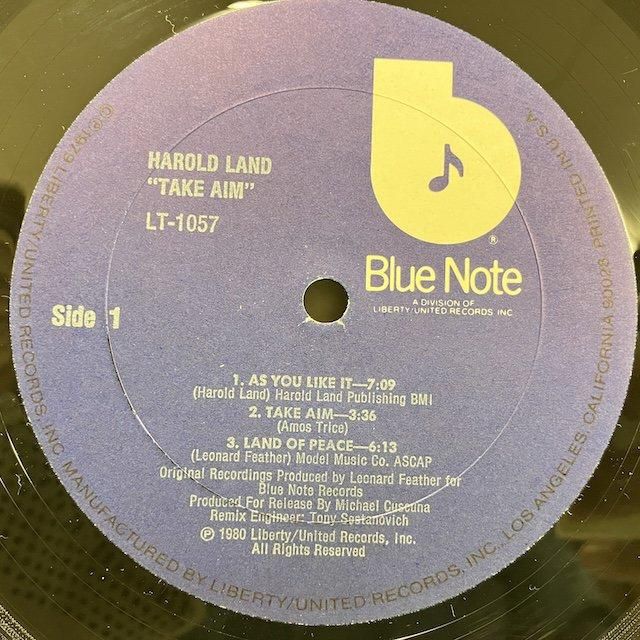 HAROLD LAND
"TAKE AIM"
LT-1057
®
Blue Note
A DIVISION OF
LIBERTY/UNITED RECORDS INC
Side 1
1. AS YOU LIKE IT—7:09
(Harold Land) Harold Land Publishing BMI
2. TAKE AIM—3:36
(Amos Trice)
3. LAND OF PEACE—6:13
(Leonard Feather) Model Music Co. ASCAP
Original Recordings Produced by Leonard Feather for
Blue Note Records
Produced For Release By Michael Cuscuna
Remix Engineer: Tony Sestanovich
℗ 1980 Liberty/United Records, Inc.
All Rights Reserved
©℗1979 LIBERTY/UNITED RECORDS, INC. MANUFACTURED BY LIBERTY/UNITED RECORDS, INC., LOS ANGELES, CALIFORNIA 90028 PRINTED IN U.S.A.